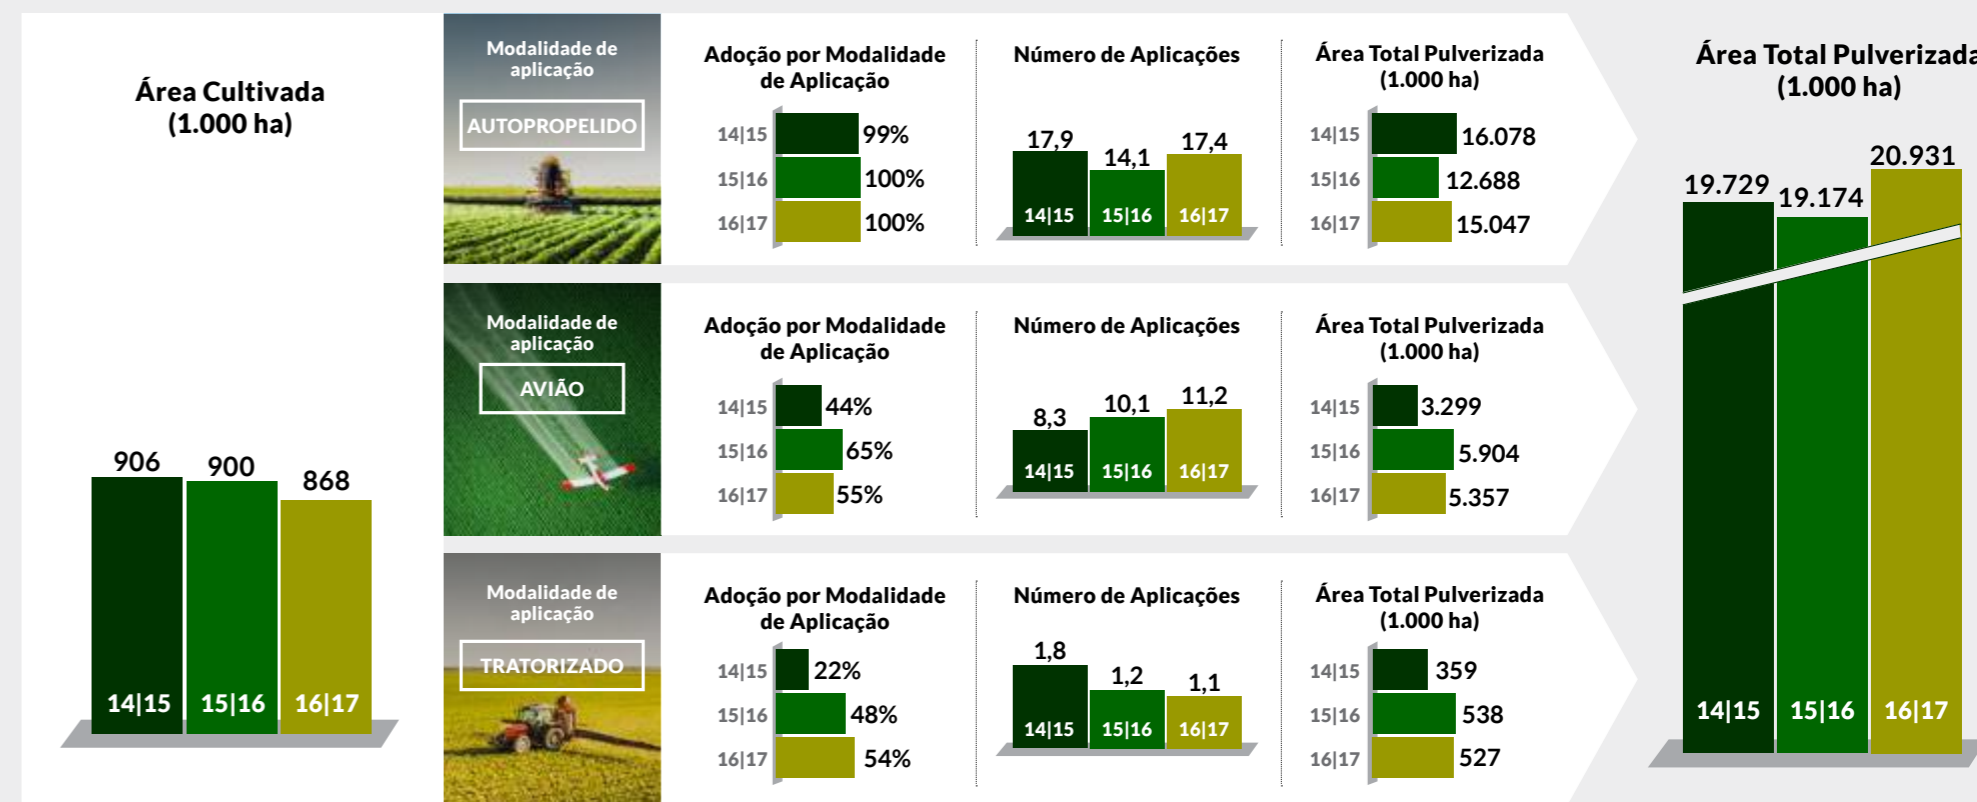 Área Cultivada
(1.000 ha)
906
900
868
14|15
15|16
16|17
Modalidade de
aplicação
AUTOPROPELIDO
Adoção por Modalidade
de Aplicação
14|15
99%
15|16
100%
16|17
100%
Número de Aplicações
17,9
14,1
17,4
14|15
15|16
16|17
Área Total Pulverizada
(1.000 ha)
14|15
16.078
15|16
12.688
16|17
15.047
Modalidade de
aplicação
AVIÃO
Adoção por Modalidade
de Aplicação
14|15
44%
15|16
65%
16|17
55%
Número de Aplicações
8,3
10,1
11,2
14|15
15|16
16|17
Área Total Pulverizada
(1.000 ha)
14|15
3.299
15|16
5.904
16|17
5.357
Modalidade de
aplicação
TRATORIZADO
Adoção por Modalidade
de Aplicação
14|15
22%
15|16
48%
16|17
54%
Número de Aplicações
1,8
1,2
1,1
14|15
15|16
16|17
Área Total Pulverizada
(1.000 ha)
14|15
359
15|16
538
16|17
527
Área Total Pulverizada
(1.000 ha)
19.729
19.174
20.931
14|15
15|16
16|17